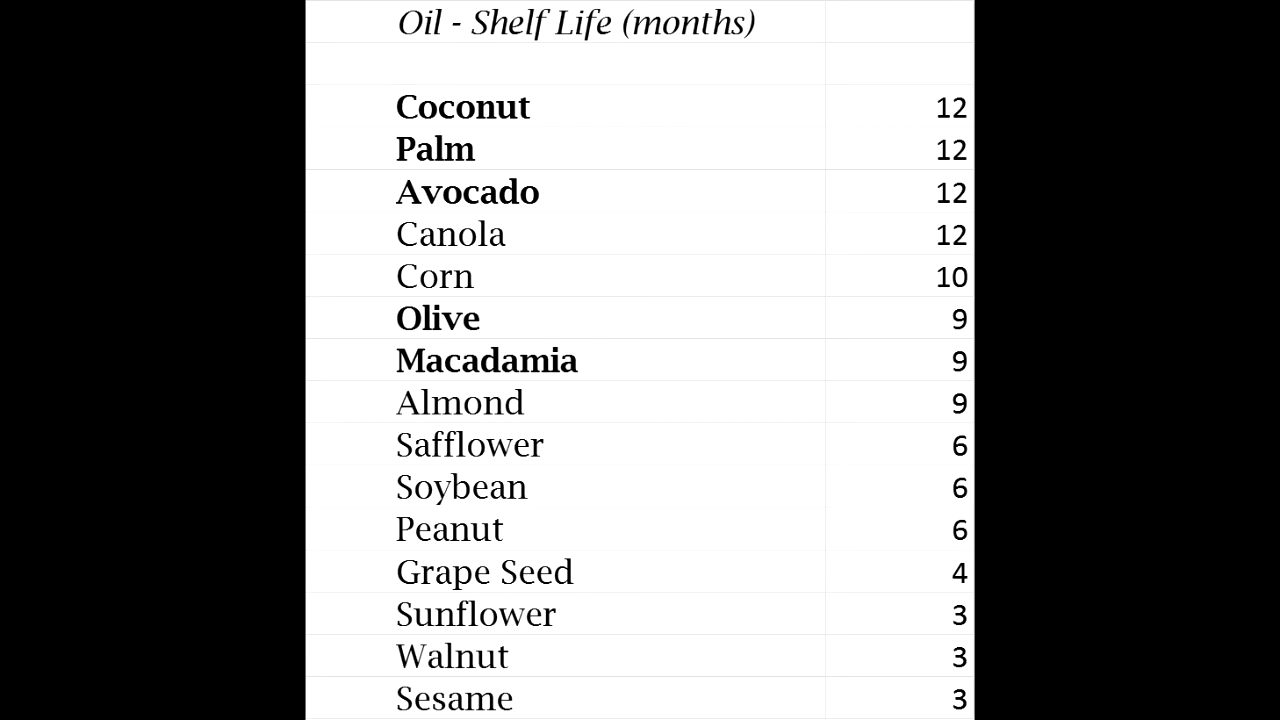 Oil - Shelf Life (months)
Coconut 12
Palm 12
Avocado 12
Canola 12
Corn 10
Olive 9
Macadamia 9
Almond 9
Safflower 6
Soybean 6
Peanut 6
Grape Seed 4
Sunflower 3
Walnut 3
Sesame 3